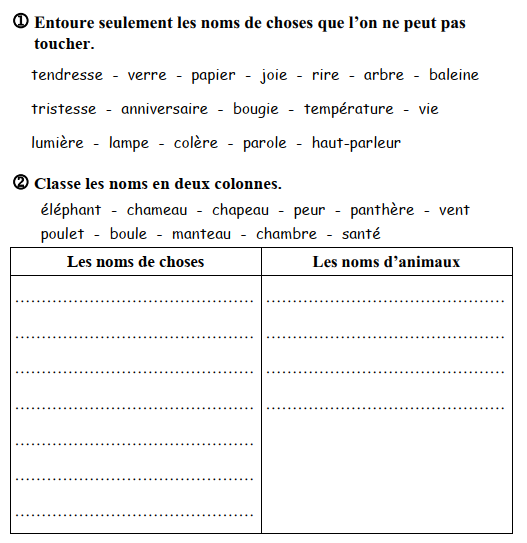 ① Entoure seulement les noms de choses que l'on ne peut pas
toucher.
tendresse - verre - papier - joie - rire - arbre - baleine
tristesse - anniversaire - bougie - température - vie
lumière - lampe - colère - parole - haut-parleur
② Classe les noms en deux colonnes.
éléphant - chameau - chapeau - peur - panthère - vent
poulet - boule - manteau - chambre - santé
Les noms de choses Les noms d'animaux